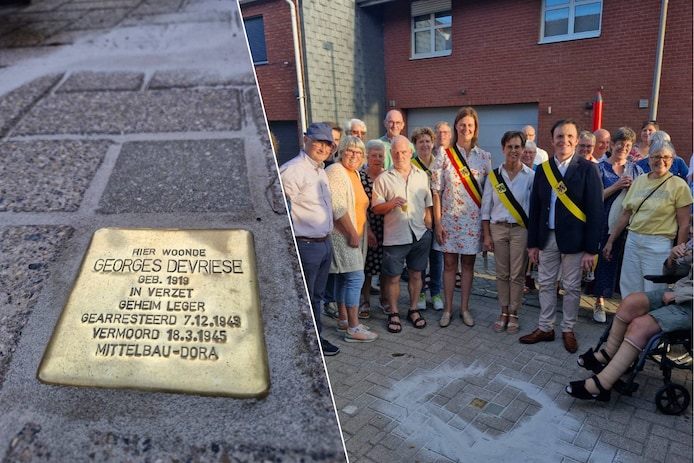 HIER WOONDE
GEORGES DEVRIESE
GEB. 1919
IN VERZET
GEHEIM LEGER
GEARRESTEERD 7.12.1943
VERMOORD 18.3.1945
MITTELBAU-DORA